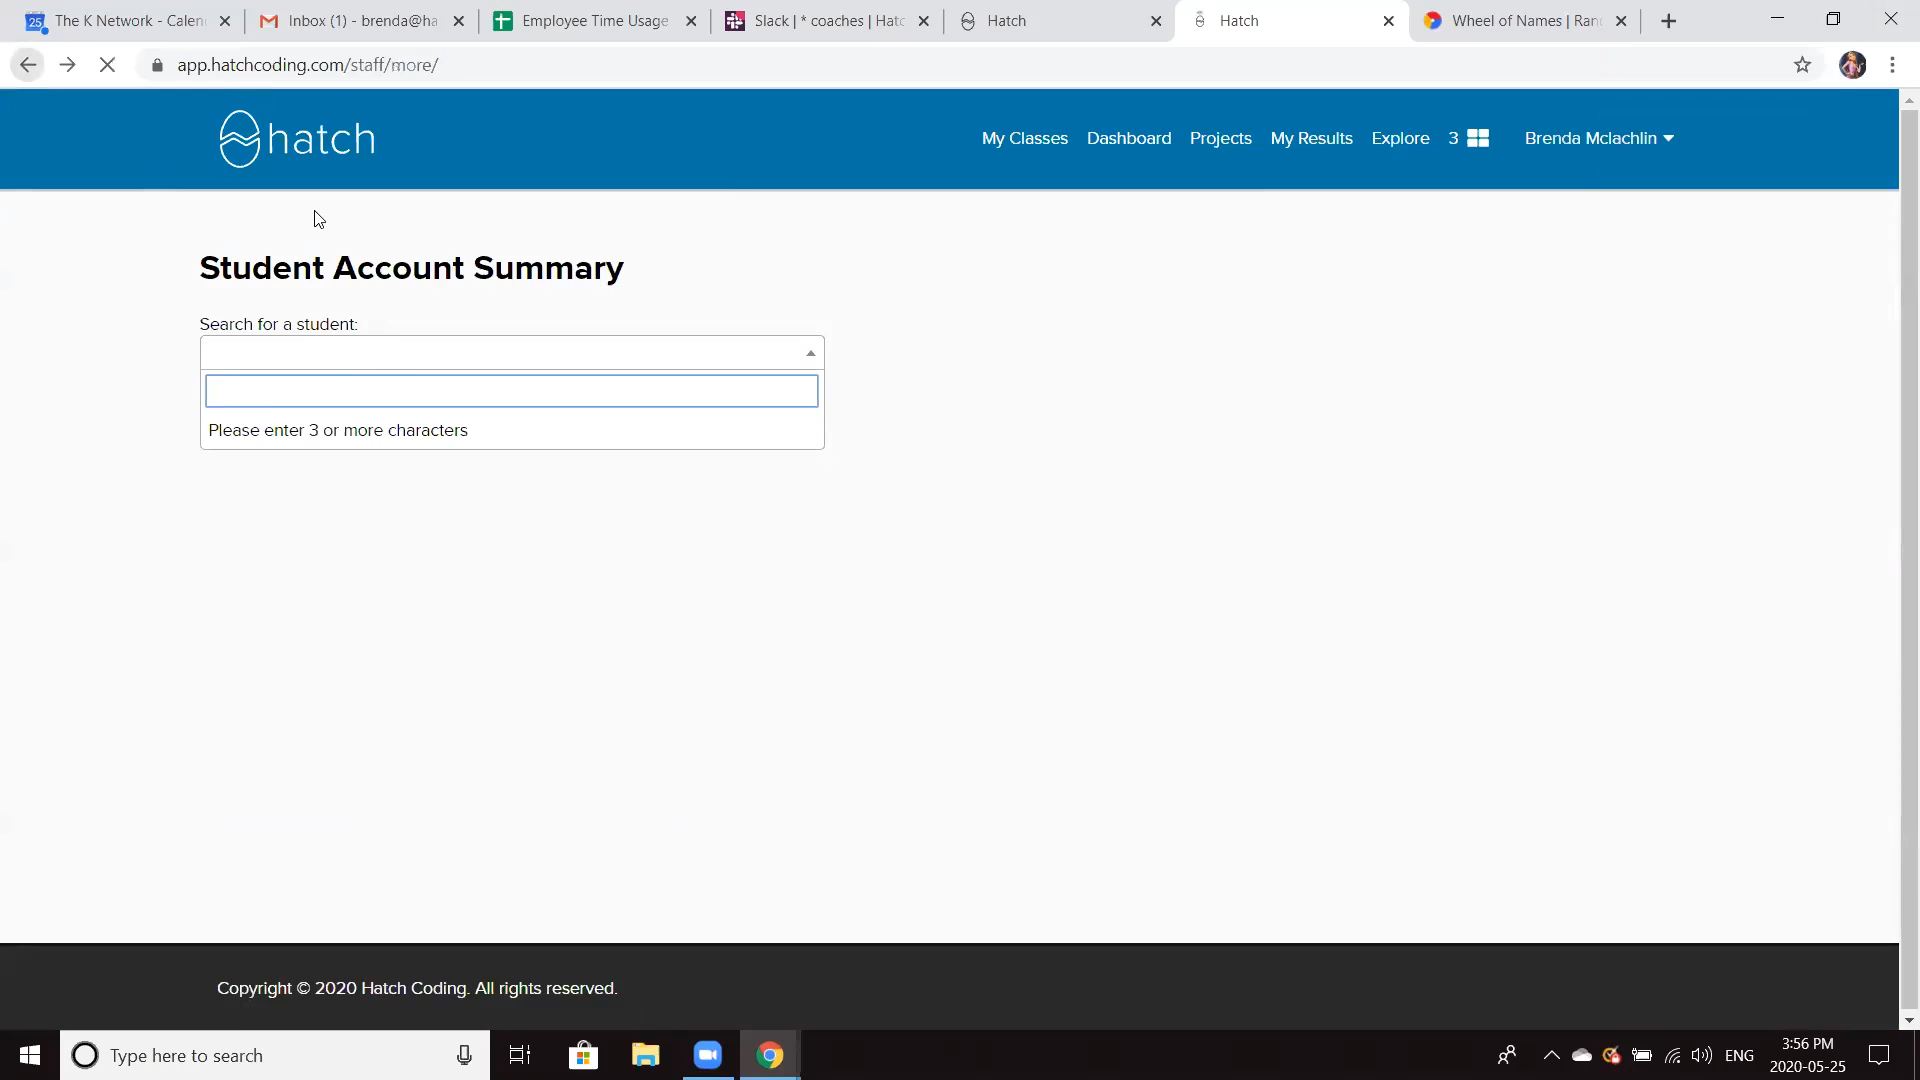 25 The K Network - Calen
Inbox (1) - brenda@ha
Employee Time Usage
Slack | * coaches | Hatc
Hatch
Hatch
Wheel of Names | Ran
app.hatchcoding.com/staff/more/
hatch
My Classes Dashboard Projects My Results Explore 3 Brenda Mclachlin
Student Account Summary
Search for a student:
Please enter 3 or more characters
Copyright © 2020 Hatch Coding. All rights reserved.
Type here to search
ENG
3:56 PM
2020-05-25